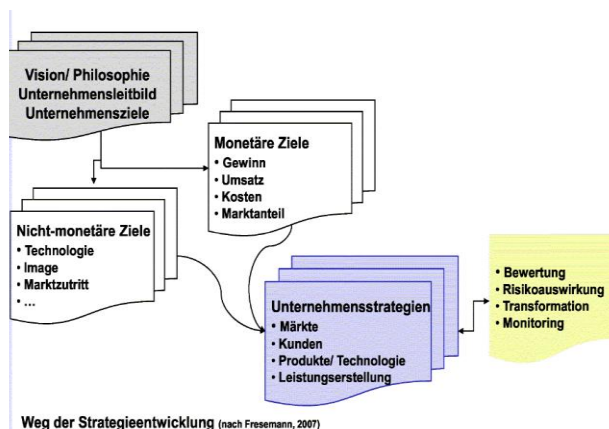 Vision/ Philosophie
Unternehmensleitbild
Unternehmensziele
Monetäre Ziele
• Gewinn
• Umsatz
• Kosten
• Marktanteil
Nicht-monetäre Ziele
• Technologie
• Image
• Marktzutritt
• ...
Unternehmensstrategien
• Märkte
• Kunden
• Produkte/ Technologie
• Leistungserstellung
• Bewertung
• Risikoauswirkung
• Transformation
• Monitoring
Weg der Strategieentwicklung (nach Fresemann, 2007)